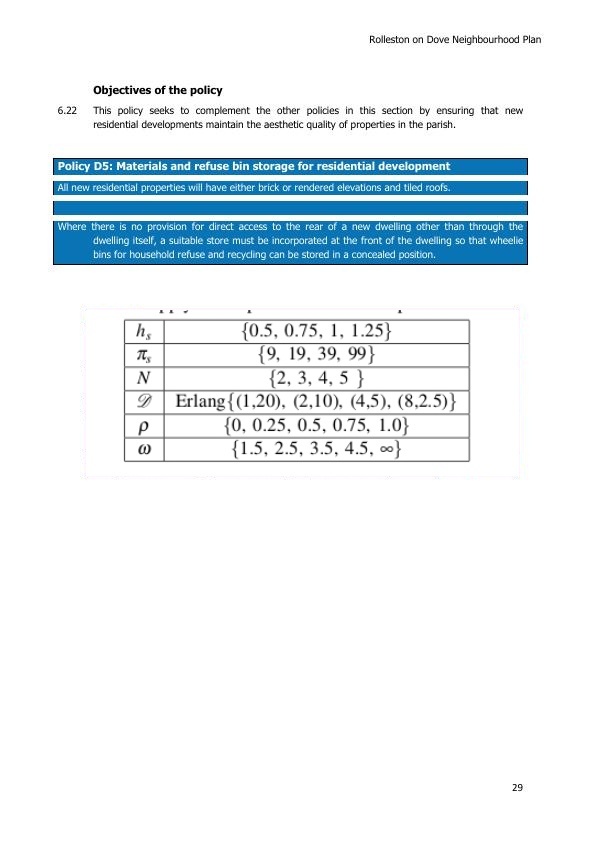 Rolleston on Dove Neighbourhood Plan
Objectives of the policy
6.22 This policy seeks to complement the other policies in this section by ensuring that new
residential developments maintain the aesthetic quality of properties in the parish.
Policy D5: Materials and refuse bin storage for residential development
All new residential properties will have either brick or rendered elevations and tiled roofs.
Where there is no provision for direct access to the rear of a new dwelling other than through the
dwelling itself, a suitable store must be incorporated at the front of the dwelling so that wheelie
bins for household refuse and recycling can be stored in a concealed position.
hₛ {0.5, 0.75, 1, 1.25}
πₛ {9, 19, 39, 99}
N {2, 3, 4, 5 }
𝒟 Erlang{(1,20), (2,10), (4,5), (8,2.5)}
ρ {0, 0.25, 0.5, 0.75, 1.0}
ω {1.5, 2.5, 3.5, 4.5, ∞}
29